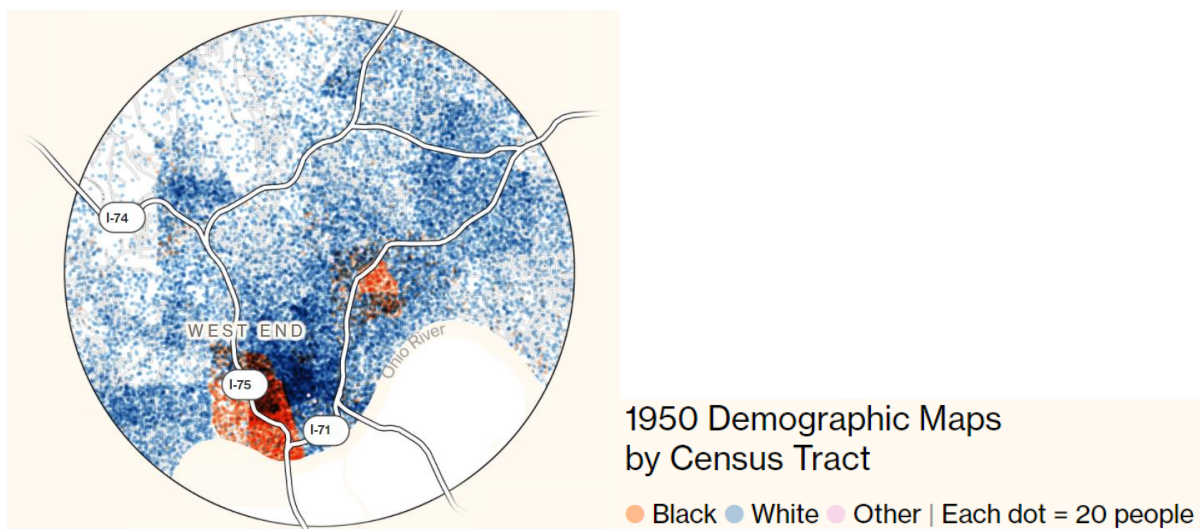 I-74
WEST END
Ohio River
I-75
I-71
1950 Demographic Maps
by Census Tract
Black White Other | Each dot = 20 people